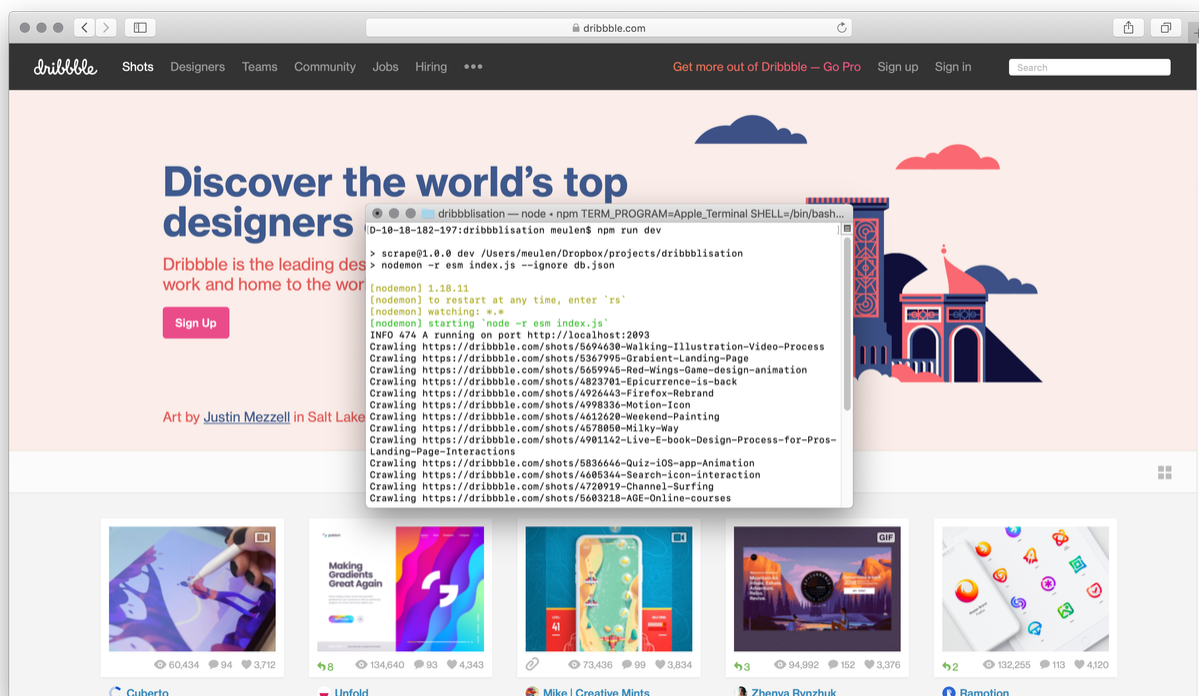 dribbble.com
dribbble Shots Designers Teams Community Jobs Hiring ••• Get more out of Dribbble — Go Pro Sign up Sign in Search
Discover the world's top
designers
Dribbble is the leading des
work and home to the wor
Sign Up
Art by Justin Mezzell in Salt Lake
dribbblisation — node • npm TERM_PROGRAM=Apple_Terminal SHELL=/bin/bash...
D-10-18-182-197:dribbblisation meulen$ npm run dev
> scrape@1.0.0 dev /Users/meulen/Dropbox/projects/dribbblisation
> nodemon -r esm index.js --ignore db.json
[nodemon] 1.18.11
[nodemon] to restart at any time, enter `rs`
[nodemon] watching: *.*
[nodemon] starting `node -r esm index.js`
INFO 474 A running on port http://localhost:2093
Crawling https://dribbble.com/shots/5694630-Walking-Illustration-Video-Process
Crawling https://dribbble.com/shots/5367995-Grabient-Landing-Page
Crawling https://dribbble.com/shots/5659945-Red-Wings-Game-design-animation
Crawling https://dribbble.com/shots/4823701-Epicurrence-is-back
Crawling https://dribbble.com/shots/4926443-Firefox-Rebrand
Crawling https://dribbble.com/shots/4998336-Motion-Icon
Crawling https://dribbble.com/shots/4612620-Weekend-Painting
Crawling https://dribbble.com/shots/4578050-Milky-Way
Crawling https://dribbble.com/shots/4901142-Live-E-book-Design-Process-for-Pros-
Landing-Page-Interactions
Crawling https://dribbble.com/shots/5836646-Quiz-iOS-app-Animation
Crawling https://dribbble.com/shots/4605344-Search-icon-interaction
Crawling https://dribbble.com/shots/4720919-Channel-Surfing
Crawling https://dribbble.com/shots/5603218-AGE-Online-courses
Making
Gradients
Great Again
LEVEL
41
GIF
60,434 94 3,712
8 134,640 93 4,343
73,436 99 3,834
3 94,992 152 3,376
2 132,255 113 4,120
Cuberto
Unfold
Mike | Creative Mints
Zhenya Rynzhuk
Ramotion